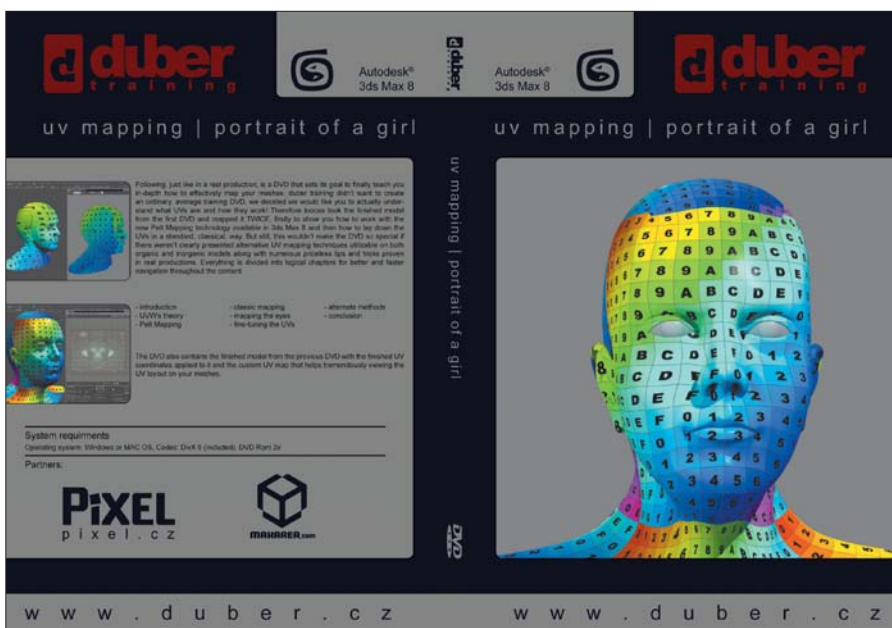 duber
training
Autodesk®
3ds Max 8
uv mapping | portrait of a girl
Following, just like in a real production, is a DVD that sets its goal to finally teach you
in-depth how to effectively map your meshes. duber training didn't want to create
an ordinary, average training DVD, we decided we would like you to actually under-
stand what UVs are and how they work! Therefore looces took the finished model
from the first DVD and mapped it TWICE, firstly to show you how to work with the
new Pelt Mapping technology available in 3ds Max 8 and then how to lay down the
UVs in a standard, classical, way. But still, this wouldn't make the DVD so special if
there weren't clearly presented alternative UV mapping techniques utilizable on both
organic and inorganic models along with numerous priceless tips and tricks proven
in real productions. Everything is divided into logical chapters for better and faster
navigation throughout the content.
- introduction
- UVW's theory
- Pelt Mapping
- classic mapping
- mapping the eyes
- fine-tuning the UVs
- alternate methods
- conclusion
The DVD also contains the finished model from the previous DVD with the finished UV
coordinates applied to it and the custom UV map that helps tremendously viewing the
UV layout on your meshes.
System requirments
Operating system: Windows or MAC OS, Codec: DivX 6 (included), DVD Rom 2x
Partners:
PiXEL
pixel.cz
MAXAREA.com
www.duber.cz
duber
training
uv mapping | portrait of a girl
DVD
Autodesk®
3ds Max 8
duber
training
uv mapping | portrait of a girl
www.duber.cz